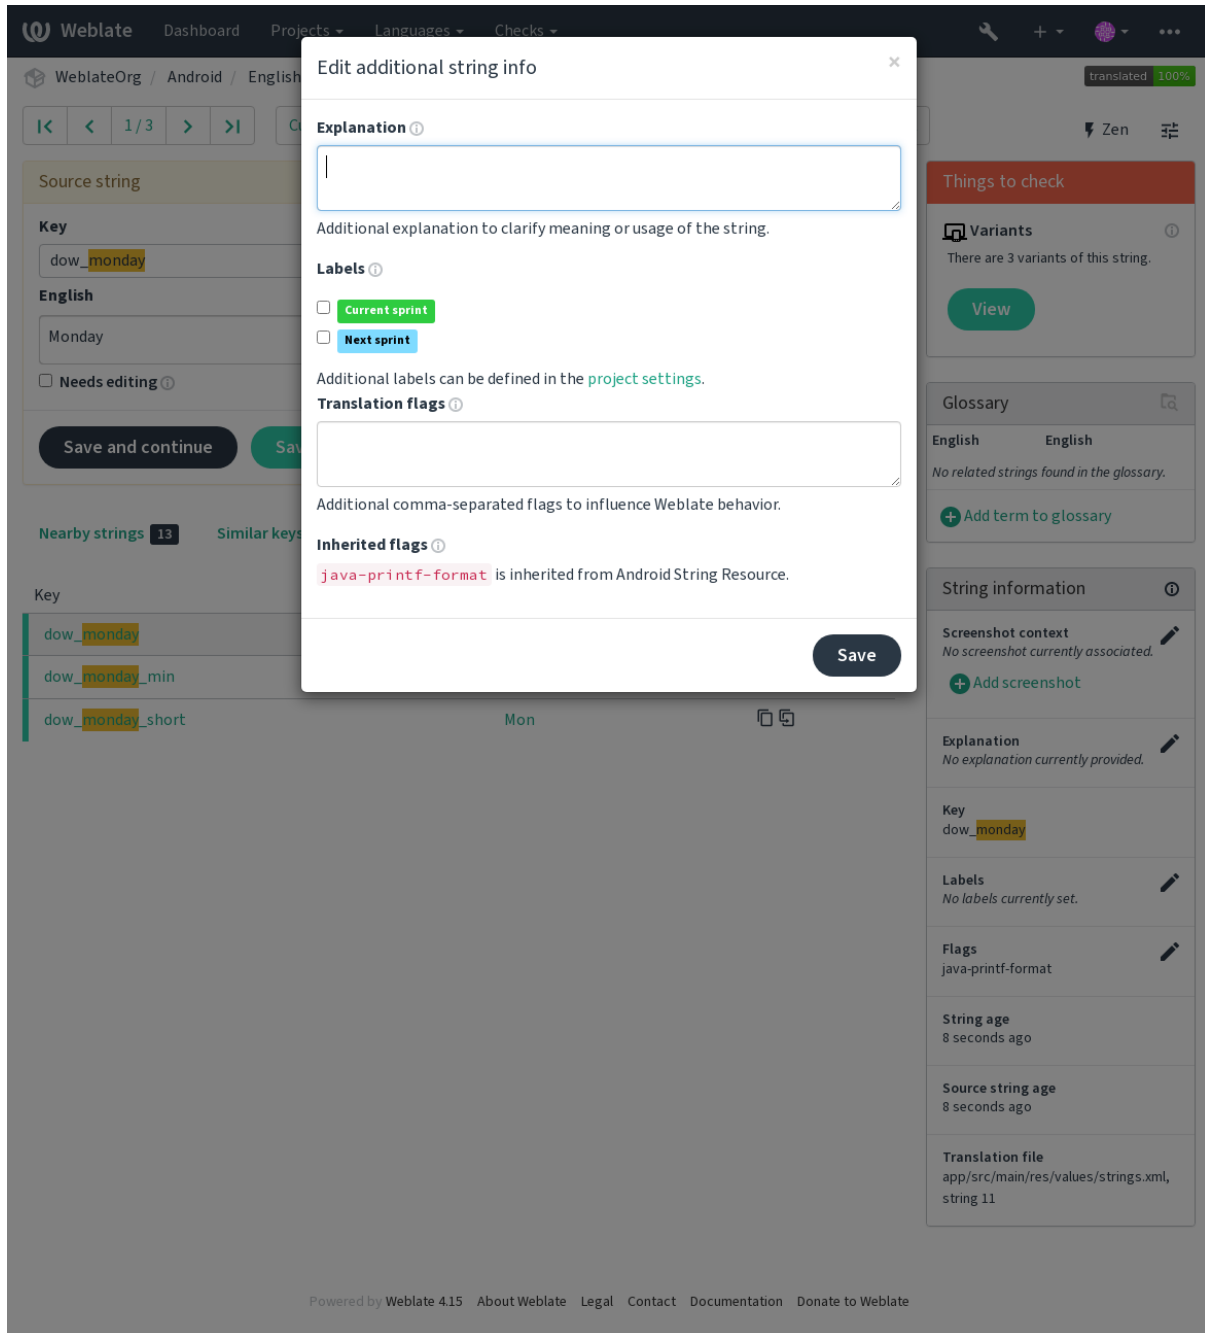 Weblate Dashboard Projects Languages Checks
WeblateOrg / Android / English
translated 100%
1 / 3
Zen
Edit additional string info
×
Explanation
Additional explanation to clarify meaning or usage of the string.
Labels
Current sprint
Next sprint
Additional labels can be defined in the project settings.
Translation flags
Additional comma-separated flags to influence Weblate behavior.
Inherited flags
java-printf-format is inherited from Android String Resource.
Save
Source string
Key
dow_monday
English
Monday
Needs editing
Save and continue
Nearby strings 13 Similar keys
Key
dow_monday
dow_monday_min
dow_monday_short Mon
Things to check
Variants
There are 3 variants of this string.
View
Glossary
English English
No related strings found in the glossary.
Add term to glossary
String information
Screenshot context
No screenshot currently associated.
Add screenshot
Explanation
No explanation currently provided.
Key
dow_monday
Labels
No labels currently set.
Flags
java-printf-format
String age
8 seconds ago
Source string age
8 seconds ago
Translation file
app/src/main/res/values/strings.xml,
string 11
Powered by Weblate 4.15 About Weblate Legal Contact Documentation Donate to Weblate